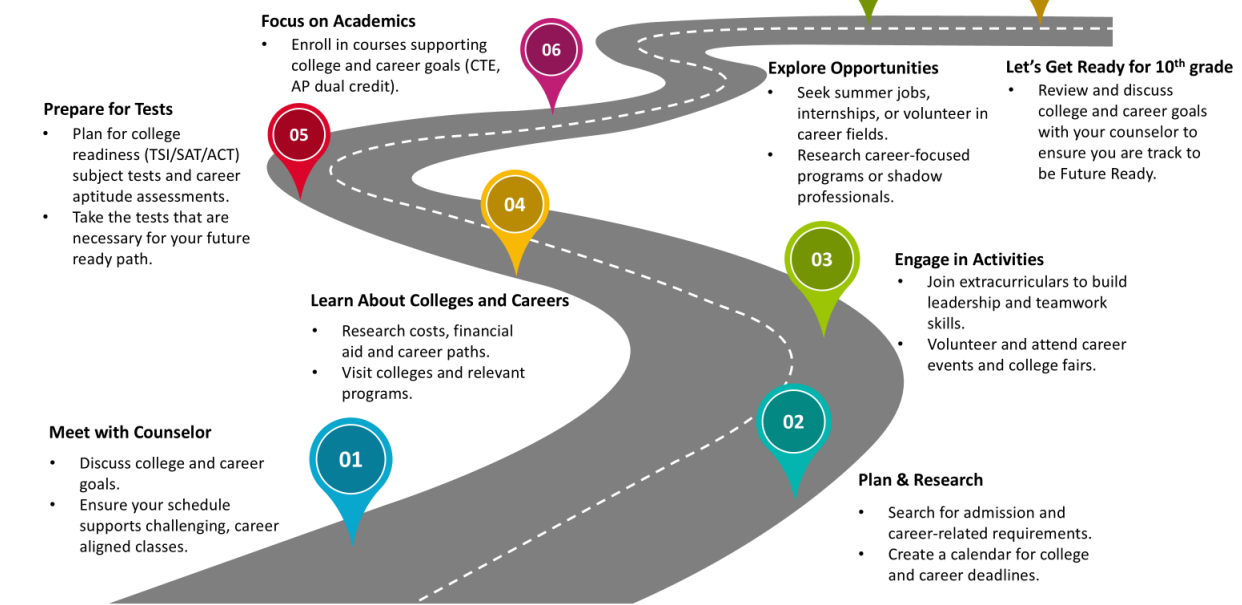 Focus on Academics
• Enroll in courses supporting
college and career goals (CTE,
AP dual credit).
06
Explore Opportunities
• Seek summer jobs,
internships, or volunteer in
career fields.
• Research career-focused
programs or shadow
professionals.
Let’s Get Ready for 10th grade
• Review and discuss
college and career goals
with your counselor to
ensure you are track to
be Future Ready.
Prepare for Tests
• Plan for college
readiness (TSI/SAT/ACT)
subject tests and career
aptitude assessments.
• Take the tests that are
necessary for your future
ready path.
05
04
03
Engage in Activities
• Join extracurriculars to build
leadership and teamwork
skills.
• Volunteer and attend career
events and college fairs.
Learn About Colleges and Careers
• Research costs, financial
aid and career paths.
• Visit colleges and relevant
programs.
02
Meet with Counselor
• Discuss college and career
goals.
• Ensure your schedule
supports challenging, career
aligned classes.
01
Plan & Research
• Search for admission and
career-related requirements.
• Create a calendar for college
and career deadlines.